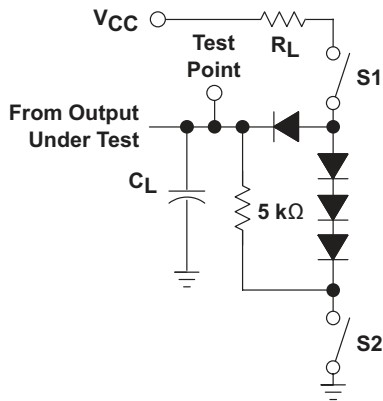 VCC
RL
Test
Point
S1
From Output
Under Test
CL
5 kΩ
S2